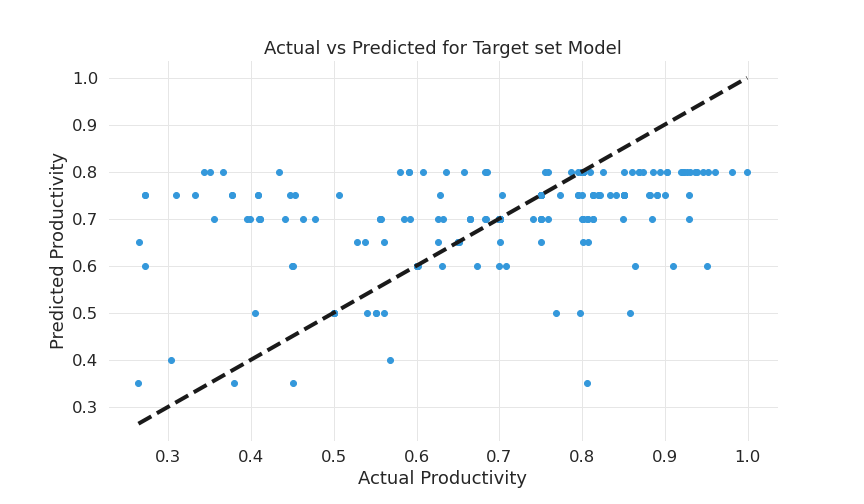 Actual vs Predicted for Target set Model
Predicted Productivity
1.0
0.9
0.8
0.7
0.6
0.5
0.4
0.3
0.3 0.4 0.5 0.6 0.7 0.8 0.9 1.0
Actual Productivity